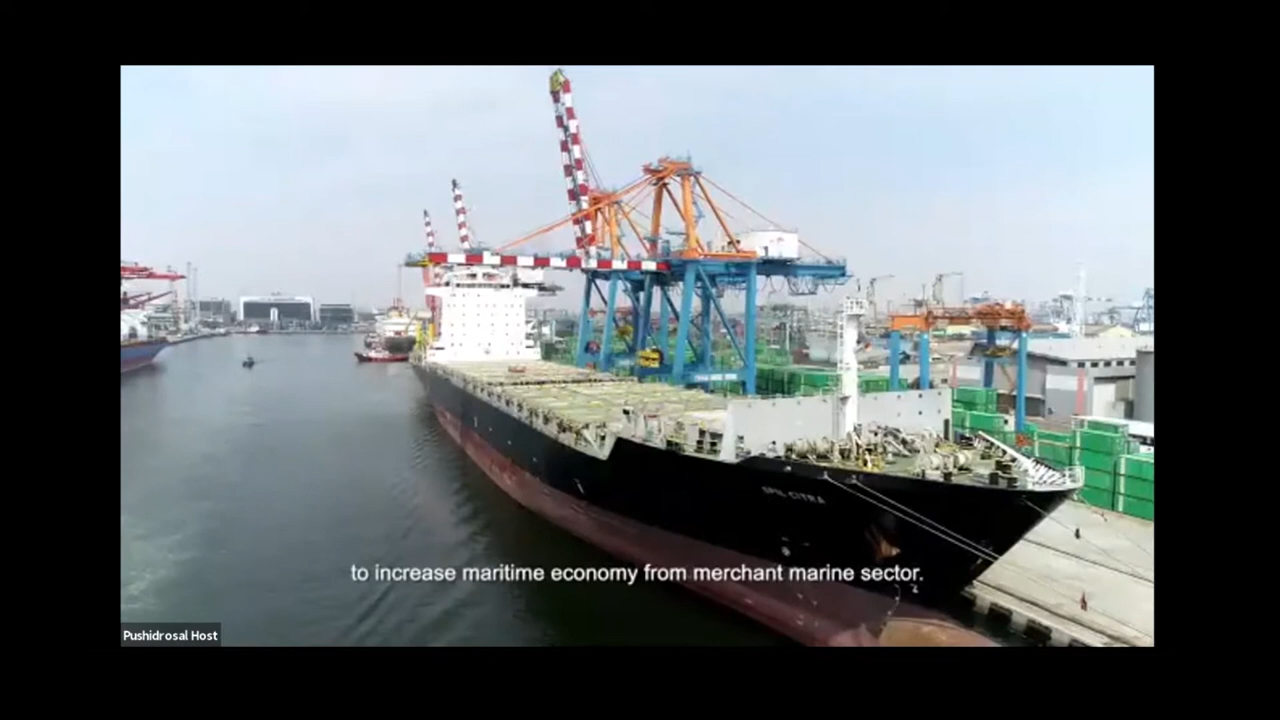 to increase maritime economy from merchant marine sector.
Pushidrosal Host